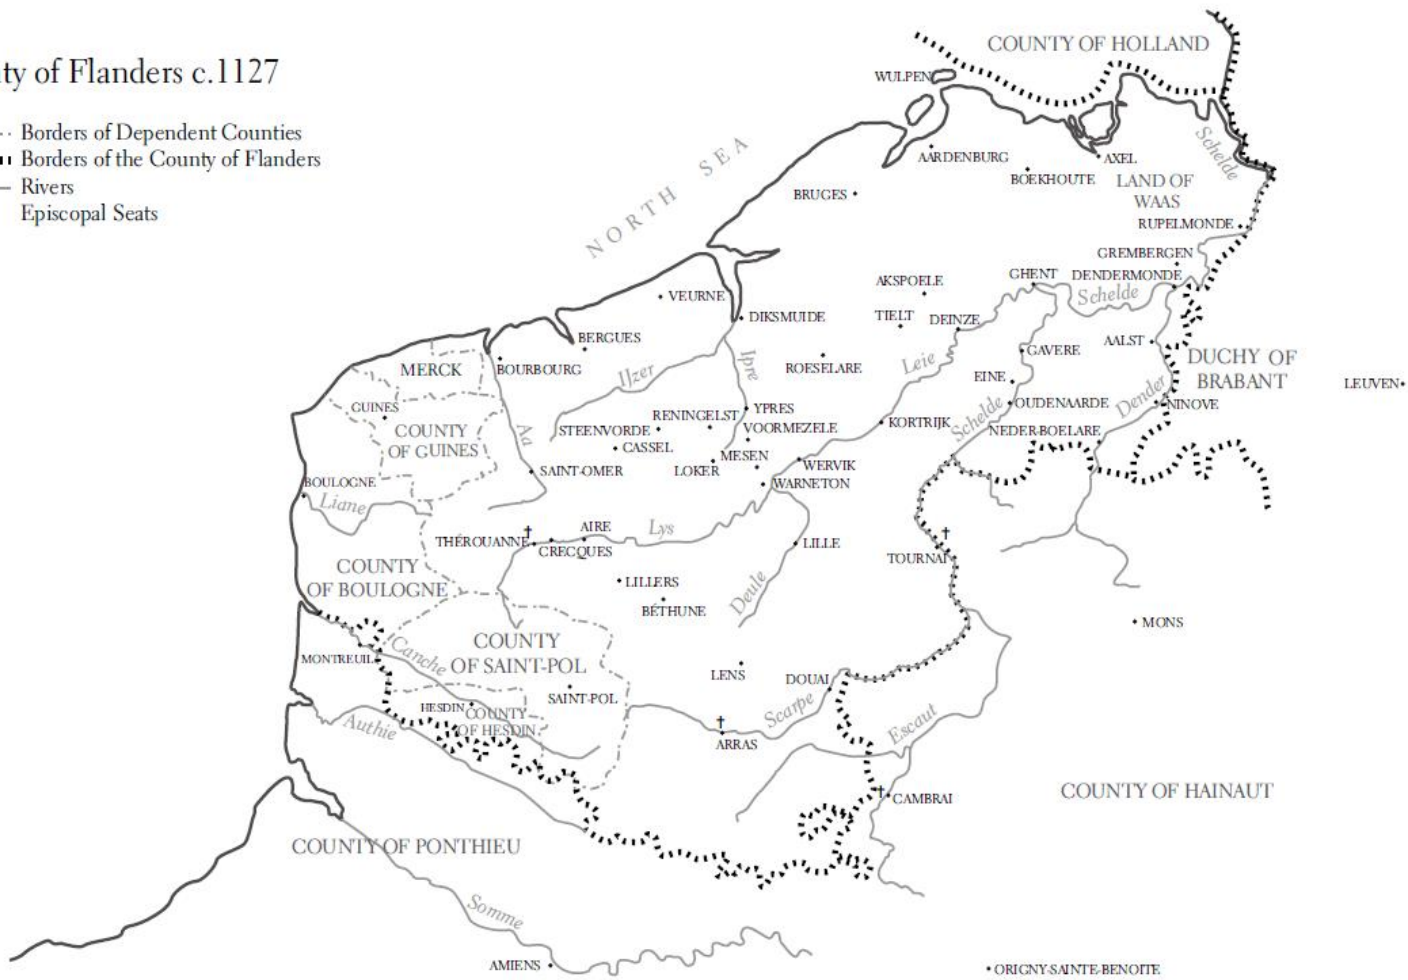 ty of Flanders c.1127
Borders of Dependent Counties
Borders of the County of Flanders
Rivers
Episcopal Seats
COUNTY OF HOLLAND
WULPEN
NORTH SEA
Schelde
AARDENBURG
AXEL
BOEKHOUTE
LAND OF
WAAS
BRUGES
RUPELMONDE
GREMBERGEN
GHENT
DENDERMONDE
Schelde
AKSPOELE
VEURNE
DIKSMUIDE
TIELT
DEINZE
BERGUES
AALST
GAVERE
DUCHY OF
BRABANT
LEUVEN
MERCK
BOURBOURG
IJzer
Ipre
ROESELARE
Leie
EINE
Schelde
OUDENAARDE
Dender
NINOVE
GUINES
COUNTY
OF GUINES
Aa
RENINGELST
YPRES
STEENVORDE
VOORMEZELE
KORTRIJK
NEDER-BOELARE
CASSEL
SAINT-OMER
LOKER
MESEN
WERVIK
WARNETON
BOULOGNE
Liane
AIRE
Lys
THÉROUANNE
CRECQUES
LILLE
TOURNAI
COUNTY
OF BOULOGNE
LILLERS
BÉTHUNE
Deule
MONS
COUNTY
OF SAINT-POL
Canche
MONTREUIL
LENS
DOUAI
SAINT-POL
HESDIN
COUNTY
OF HESDIN
Authie
Scarpe
ARRAS
Escaut
CAMBRAI
COUNTY OF HAINAUT
COUNTY OF PONTHIEU
Somme
AMIENS
ORIGNY-SAINTE-BENOITE